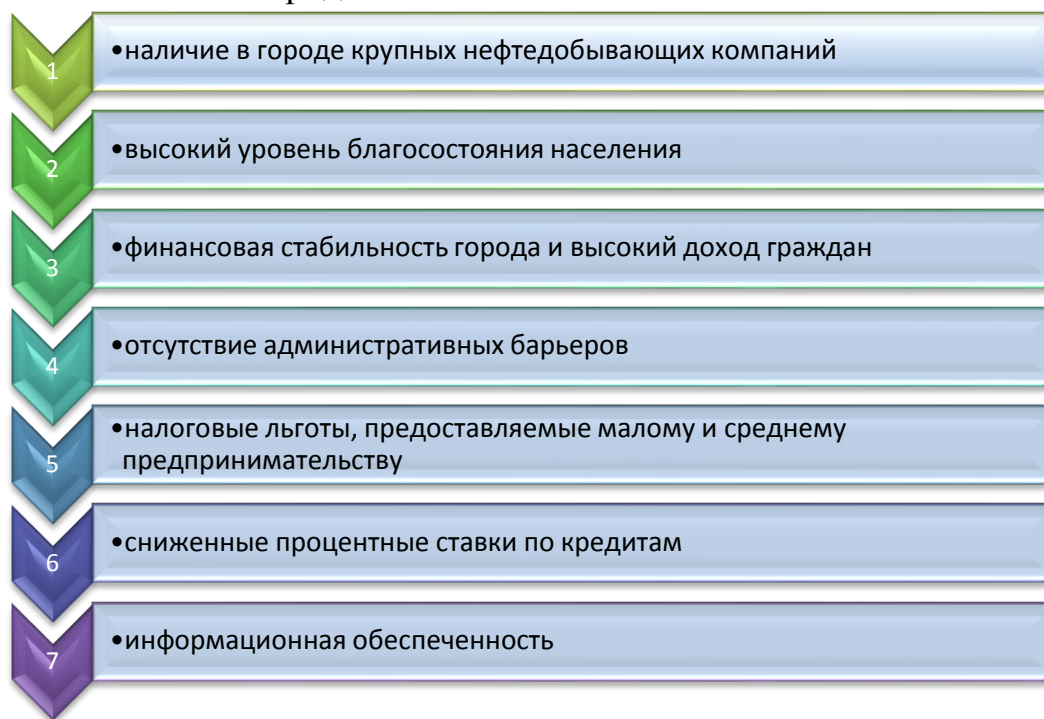 1
•наличие в городе крупных нефтедобывающих компаний
2
•высокий уровень благосостояния населения
3
•финансовая стабильность города и высокий доход граждан
4
•отсутствие административных барьеров
5
•налоговые льготы, предоставляемые малому и среднему
предпринимательству
6
•сниженные процентные ставки по кредитам
7
•информационная обеспеченность